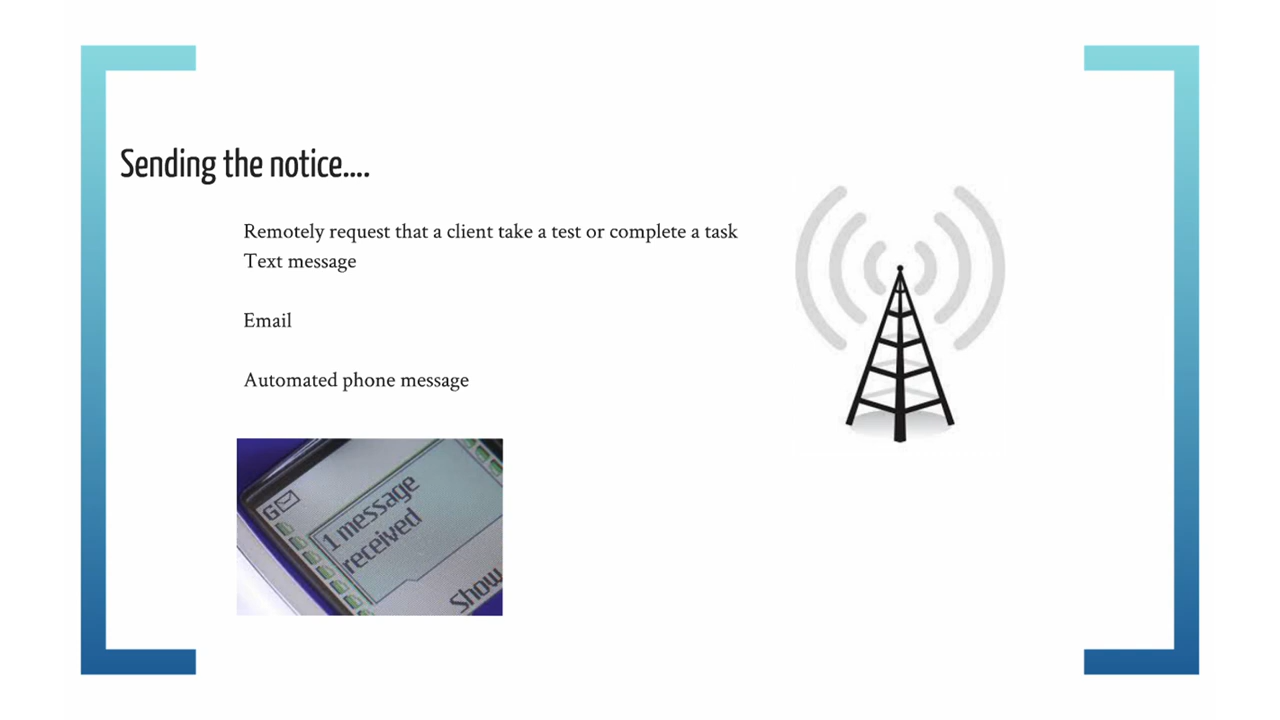 Sending the notice....
Remotely request that a client take a test or complete a task
Text message
Email
Automated phone message
G
1 message
received
Show